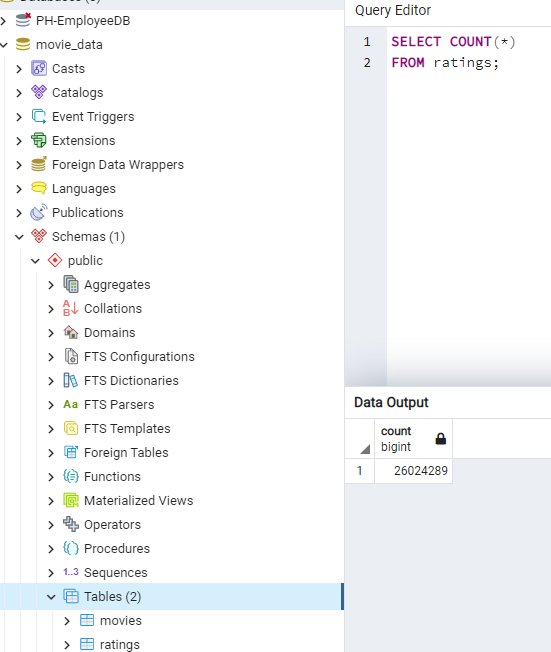 PH-EmployeeDB
movie_data
Casts
Catalogs
Event Triggers
Extensions
Foreign Data Wrappers
Languages
Publications
Schemas (1)
public
Aggregates
Collations
Domains
FTS Configurations
FTS Dictionaries
Aa FTS Parsers
FTS Templates
Foreign Tables
Functions
Materialized Views
Operators
Procedures
1..3 Sequences
Tables (2)
movies
ratings
Query Editor
1 SELECT COUNT(*)
2 FROM ratings;
Data Output
count
bigint
1 26024289